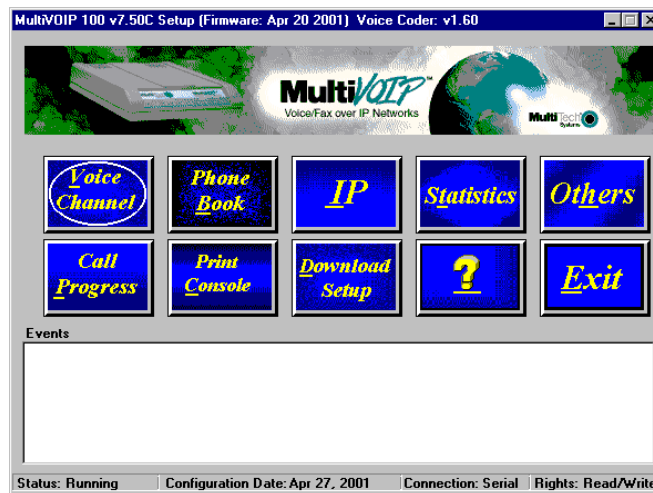 MultiVOIP 100 v7.50C Setup (Firmware: Apr 20 2001) Voice Coder: v1.60
MultiVOIP™
Voice/Fax over IP Networks
MultiTech
Systems
Voice Channel
Phone Book
IP
Statistics
Others
Call Progress
Print Console
Download Setup
?
Exit
Events
Status: Running
Configuration Date: Apr 27, 2001
Connection: Serial
Rights: Read/Write